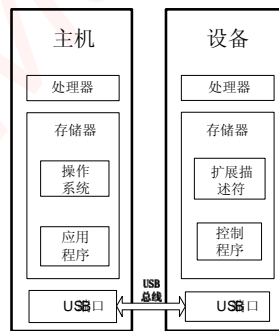 主机
处理器
存储器
操作
系统
应用
程序
USB口
USB
总线
设备
处理器
存储器
扩展描
述符
控制
程序
USB口